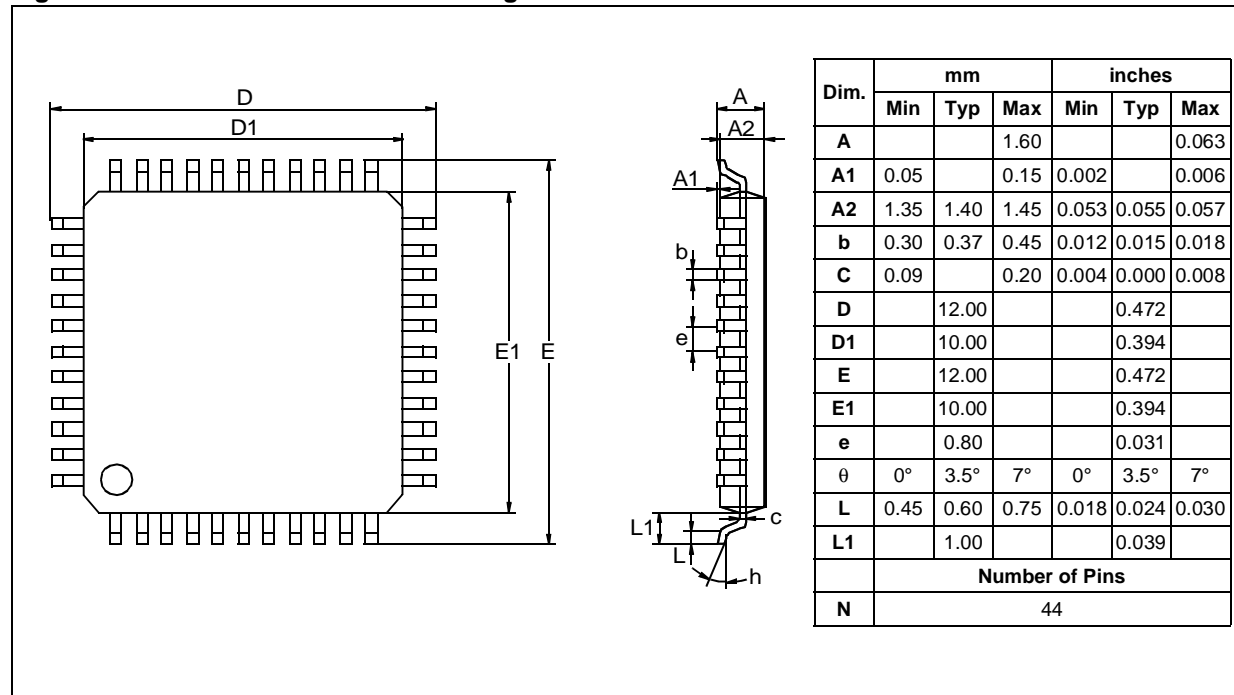 D
D1
E1 E
A
A2
A1
b
e
c
L1
L
h
Dim. mm inches
Min Typ Max Min Typ Max
A 1.60 0.063
A1 0.05 0.15 0.002 0.006
A2 1.35 1.40 1.45 0.053 0.055 0.057
b 0.30 0.37 0.45 0.012 0.015 0.018
C 0.09 0.20 0.004 0.000 0.008
D 12.00 0.472
D1 10.00 0.394
E 12.00 0.472
E1 10.00 0.394
e 0.80 0.031
θ 0° 3.5° 7° 0° 3.5° 7°
L 0.45 0.60 0.75 0.018 0.024 0.030
L1 1.00 0.039
Number of Pins
N 44